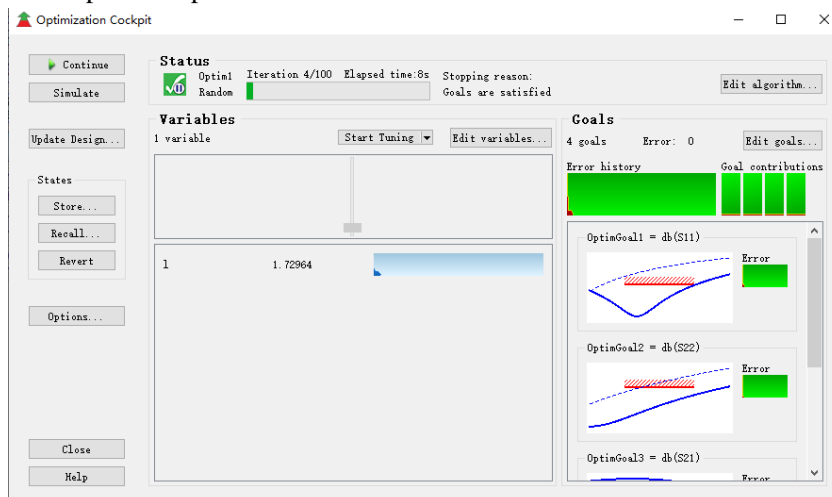 Optimization Cockpit
Continue
Simulate
Update Design...
States
Store...
Recall...
Revert
Options...
Close
Help
Status
Optim1 Iteration 4/100 Elapsed time:8s Stopping reason:
Random Goals are satisfied
Edit algorithm...
Variables
1 variable Start Tuning Edit variables...
l 1.72964
Goals
4 goals Error: 0 Edit goals...
Error history Goal contributions
OptimGoal1 = db(S11)
Error
OptimGoal2 = db(S22)
Error
OptimGoal3 = db(S21)
Error